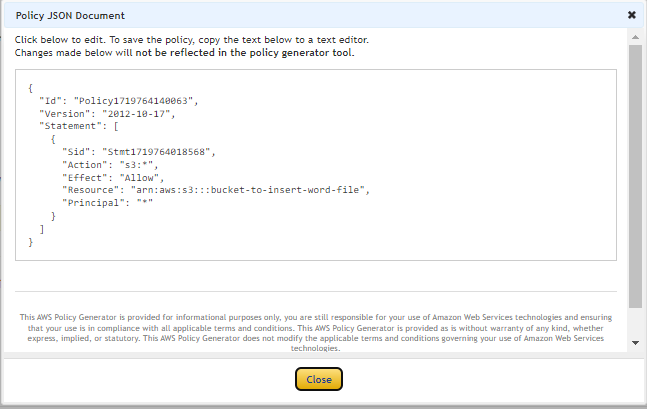 Policy JSON Document
Click below to edit. To save the policy, copy the text below to a text editor.
Changes made below will not be reflected in the policy generator tool.
{
  "Id": "Policy1719764140063",
  "Version": "2012-10-17",
  "Statement": [
    {
      "Sid": "Stmt1719764018568",
      "Action": "s3:*",
      "Effect": "Allow",
      "Resource": "arn:aws:s3:::bucket-to-insert-word-file",
      "Principal": "*"
    }
  ]
}
This AWS Policy Generator is provided for informational purposes only, you are still responsible for your use of Amazon Web Services technologies and ensuring
that your use is in compliance with all applicable terms and conditions. This AWS Policy Generator is provided as is without warranty of any kind, whether
express, implied, or statutory. This AWS Policy Generator does not modify the applicable terms and conditions governing your use of Amazon Web Services
technologies.
Close